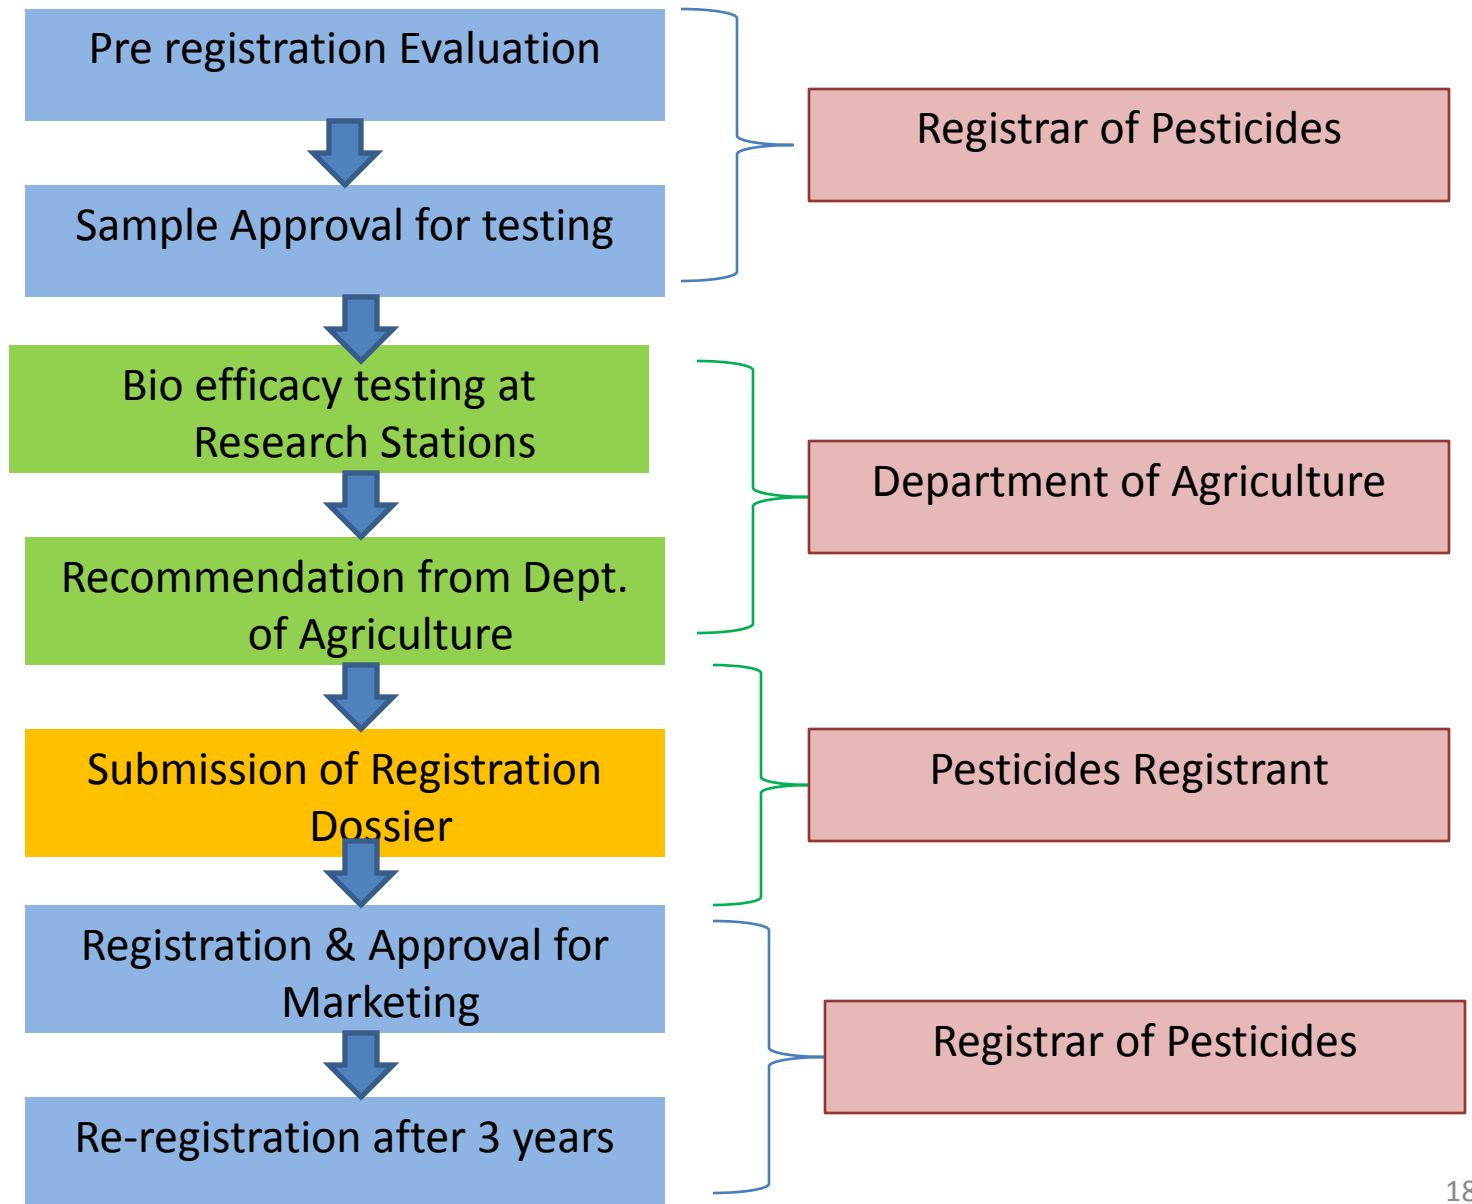 Pre registration Evaluation
Registrar of Pesticides
Sample Approval for testing
Bio efficacy testing at
Research Stations
Department of Agriculture
Recommendation from Dept.
of Agriculture
Submission of Registration
Dossier
Pesticides Registrant
Registration & Approval for
Marketing
Registrar of Pesticides
Re-registration after 3 years
18